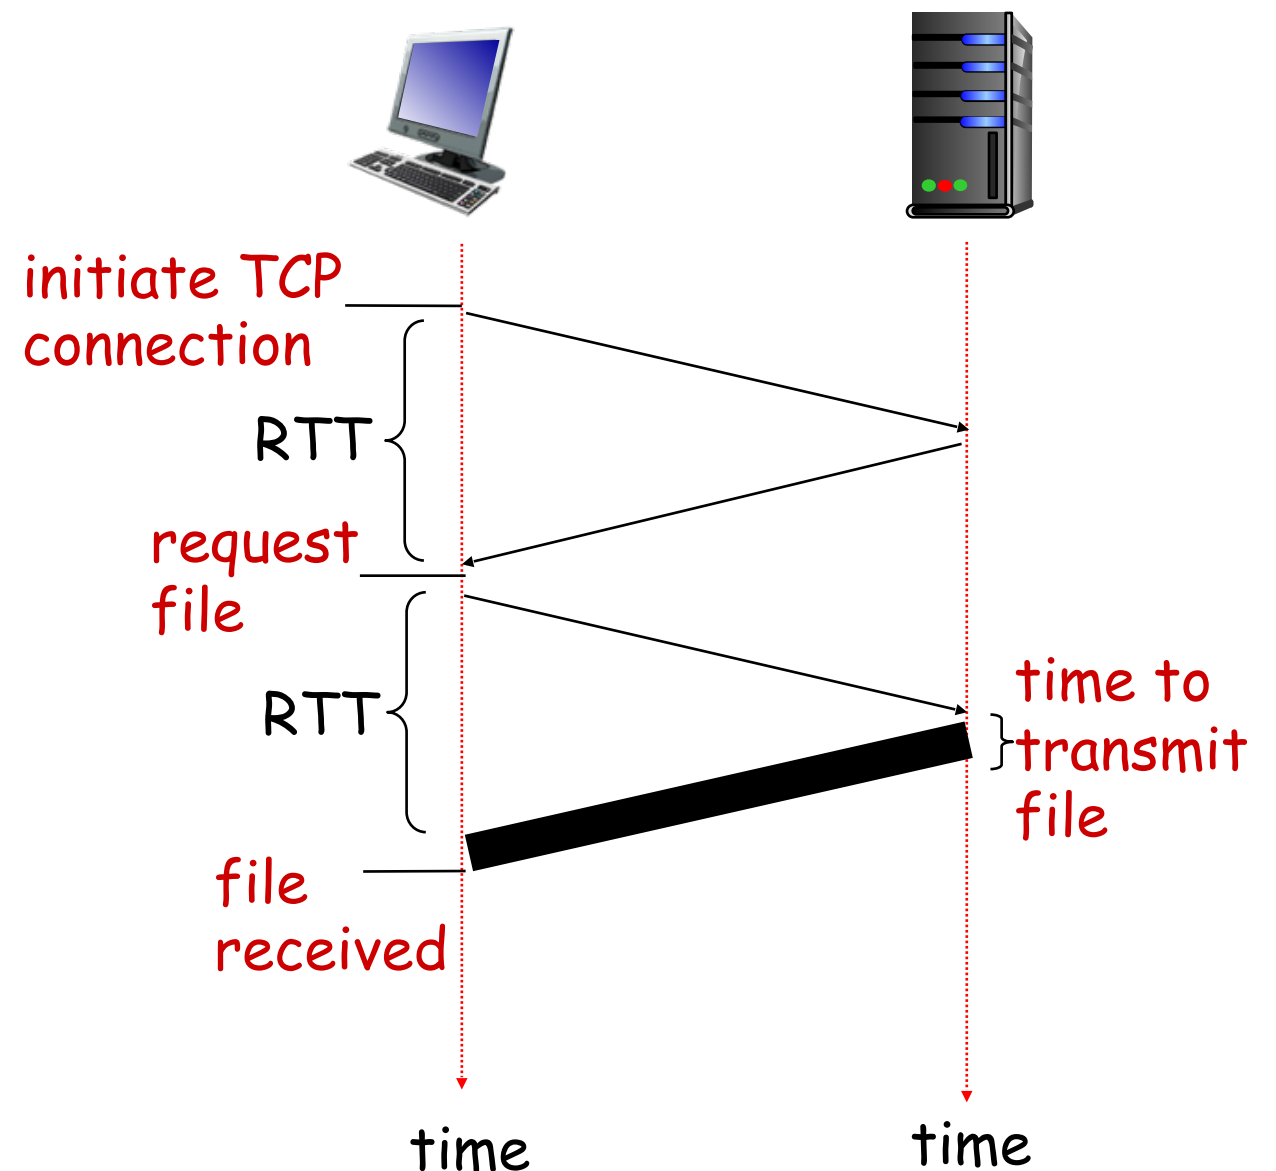 initiate TCP
connection
RTT
request
file
RTT
time to
transmit
file
file
received
time
time